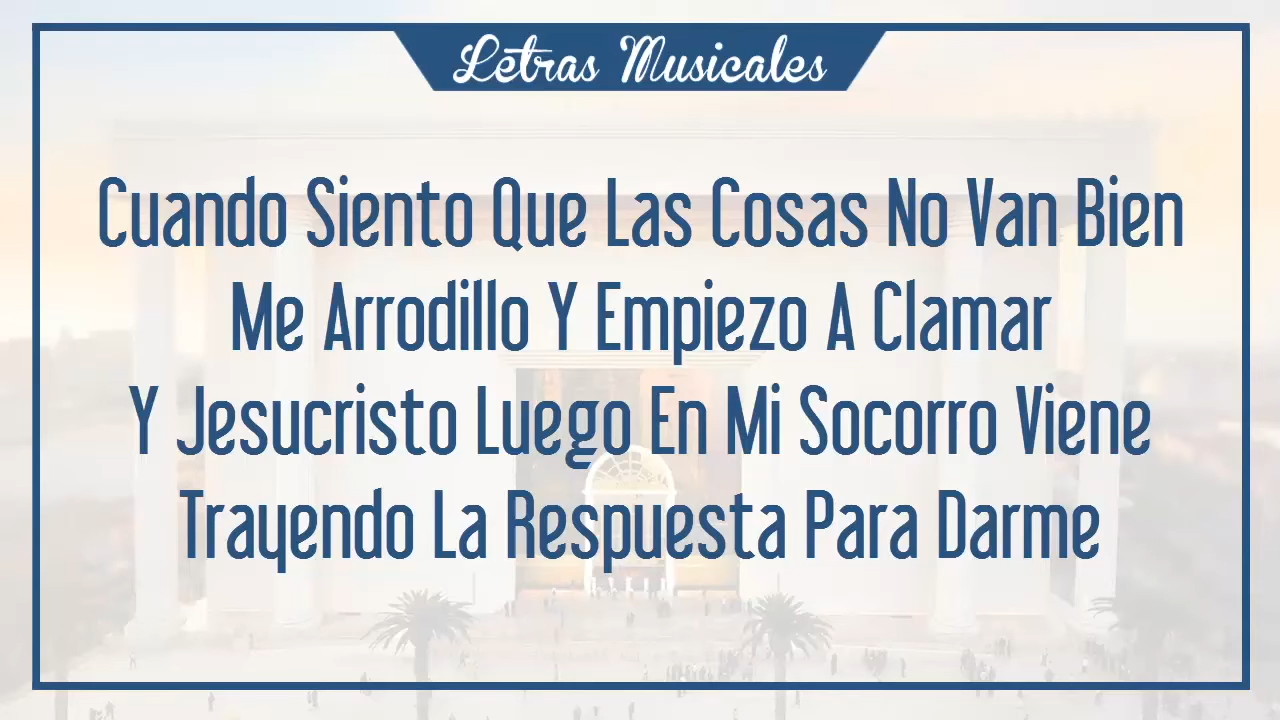 Letras Musicales
Cuando Siento Que Las Cosas No Van Bien
Me Arrodillo Y Empiezo A Clamar
Y Jesucristo Luego En Mi Socorro Viene
Trayendo La Respuesta Para Darme